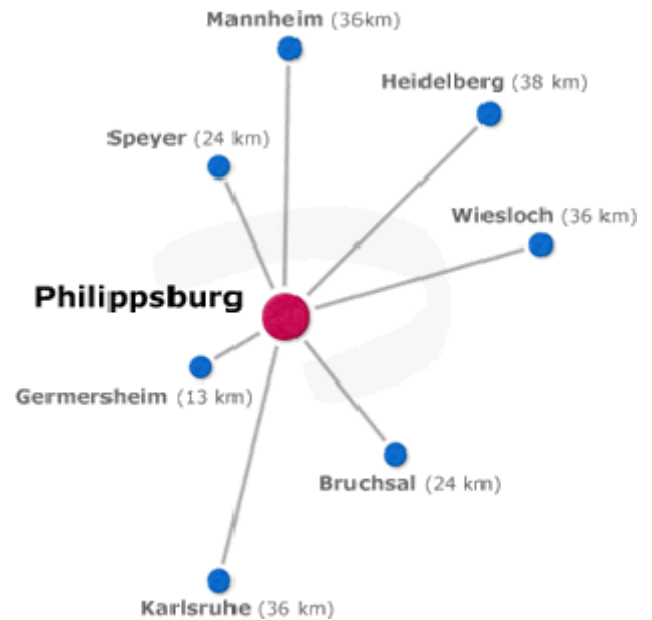 Mannheim (36km)
Heidelberg (38 km)
Speyer (24 km)
Wiesloch (36 km)
Philippsburg
Germersheim (13 km)
Bruchsal (24 km)
Karlsruhe (36 km)